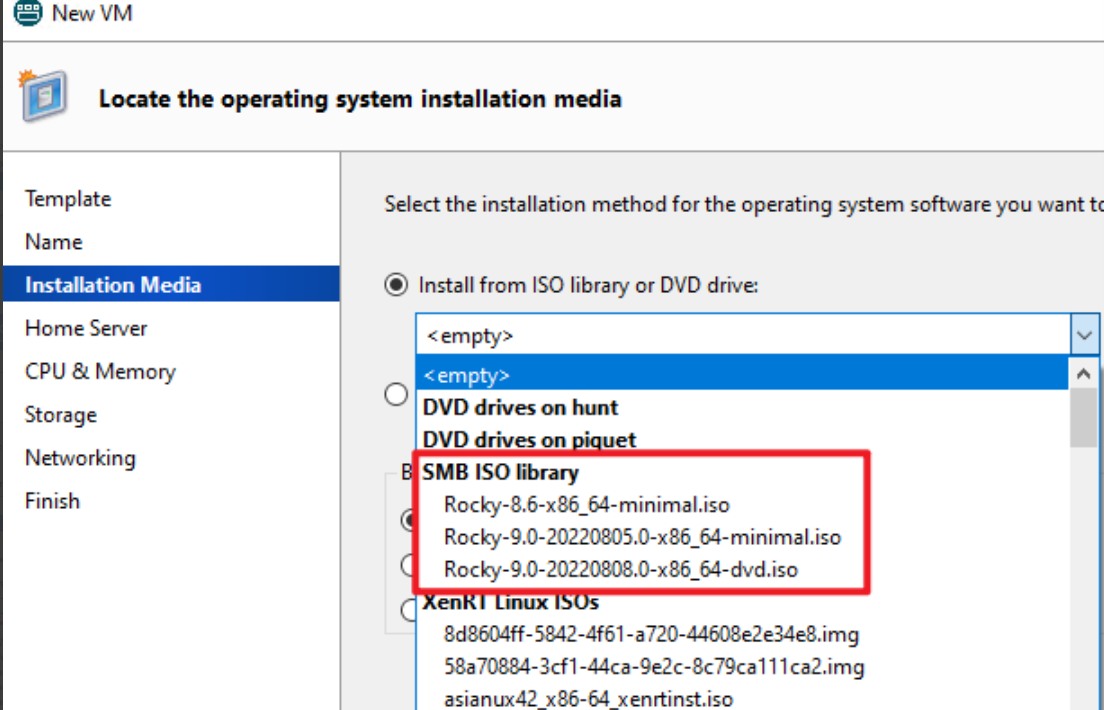 New VM
Locate the operating system installation media
Template
Name
Installation Media
Home Server
CPU & Memory
Storage
Networking
Finish
Select the installation method for the operating system software you want to
Install from ISO library or DVD drive:
<empty>
<empty>
DVD drives on hunt
DVD drives on piquet
B
SMB ISO library
Rocky-8.6-x86_64-minimal.iso
Rocky-9.0-20220805.0-x86_64-minimal.iso
Rocky-9.0-20220808.0-x86_64-dvd.iso
XenRT Linux ISOs
8d8604ff-5842-4f61-a720-44608e2e34e8.img
58a70884-3cf1-44ca-9e2c-8c79ca111ca2.img
asianux42_x86-64_xenrtinst.iso